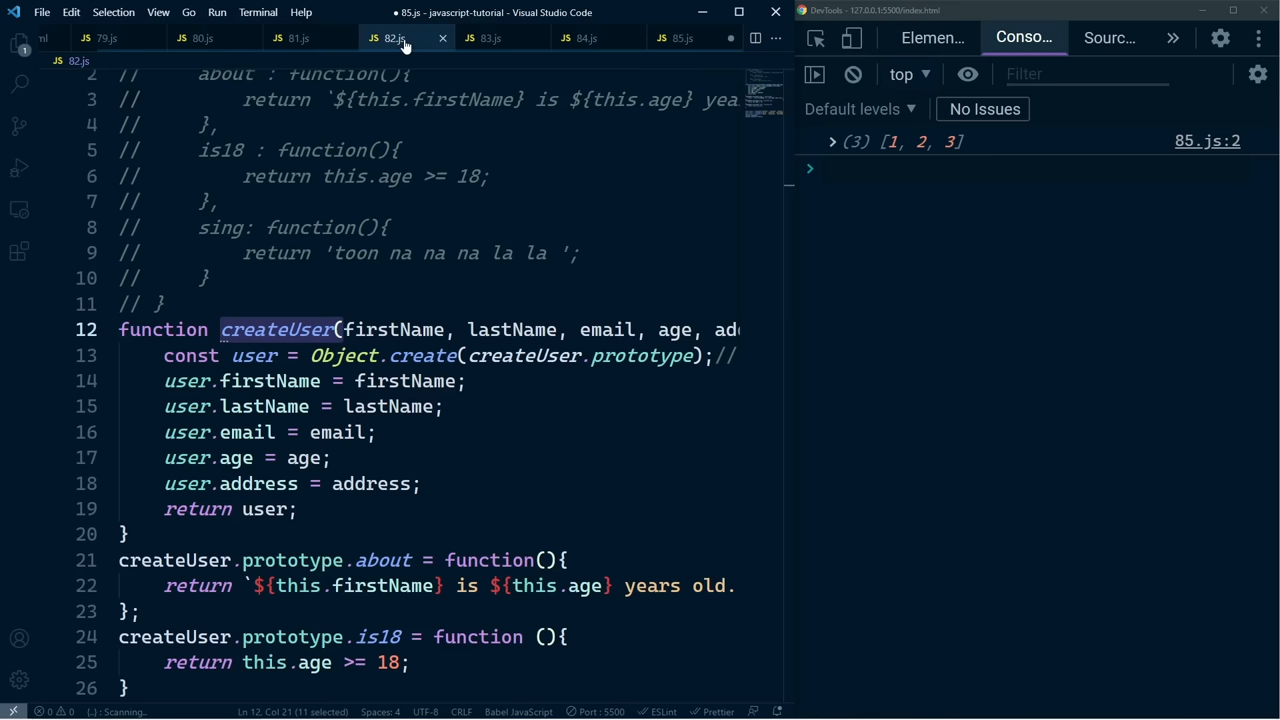 File Edit Selection View Go Run Terminal Help
● 85.js - javascript-tutorial - Visual Studio Code
ml JS 79.js JS 80.js JS 81.js JS 82.js JS 83.js JS 84.js JS 85.js
JS 82.js
2 // about : function(){
3 // return `${this.firstName} is ${this.age} yea
4 // },
5 // is18 : function(){
6 // return this.age >= 18;
7 // },
8 // sing: function(){
9 // return 'toon na na na la la ';
10 // }
11 // }
12 function createUser(firstName, lastName, email, age, add
13 const user = Object.create(createUser.prototype);//
14 user.firstName = firstName;
15 user.lastName = lastName;
16 user.email = email;
17 user.age = age;
18 user.address = address;
19 return user;
20 }
21 createUser.prototype.about = function(){
22 return `${this.firstName} is ${this.age} years old.
23 };
24 createUser.prototype.is18 = function (){
25 return this.age >= 18;
26 }
1
0 0 {..} : Scanning.. Ln 12, Col 21 (11 selected) Spaces: 4 UTF-8 CRLF Babel JavaScript Port : 5500 ESLint Prettier
DevTools - 127.0.0.1:5500/index.html
Elemen... Conso... Sourc... »
top Filter
Default levels No Issues
(3) [1, 2, 3] 85.js:2